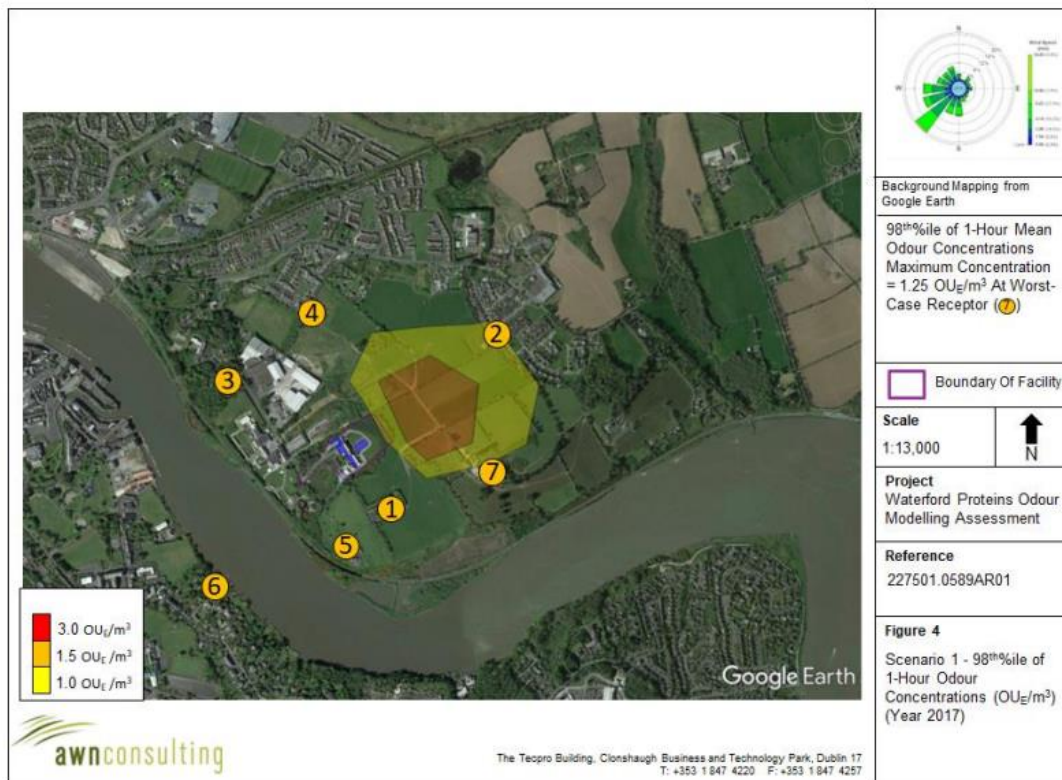 N
W
S
Background Mapping from
Google Earth
98th%ile of 1-Hour Mean
Odour Concentrations
Maximum Concentration
= 1.25 OUE/m³ At Worst-
Case Receptor (7)
Boundary Of Facility
Scale
1:13,000
N
Project
Waterford Proteins Odour
Modelling Assessment
Reference
227501.0589AR01
Figure 4
Scenario 1 - 98th%ile of
1-Hour Odour
Concentrations (OUE/m³)
(Year 2017)
4
2
3
7
1
5
6
3.0 OUE/m³
1.5 OUE/m³
1.0 OUE/m³
Google Earth
awnconsulting
The Tecpro Building, Clonshaugh Business and Technology Park, Dublin 17
T: +353 1 847 4220 F: +353 1 847 4257